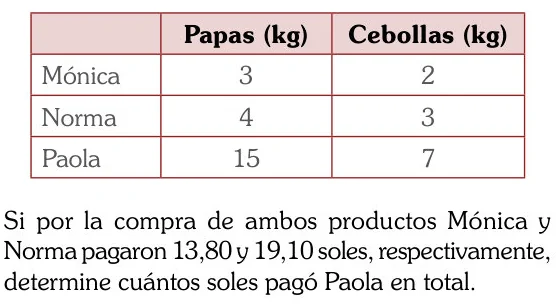 Papas (kg) Cebollas (kg)
Mónica 3 2
Norma 4 3
Paola 15 7
Si por la compra de ambos productos Mónica y
Norma pagaron 13,80 y 19,10 soles, respectivamente,
determine cuántos soles pagó Paola en total.